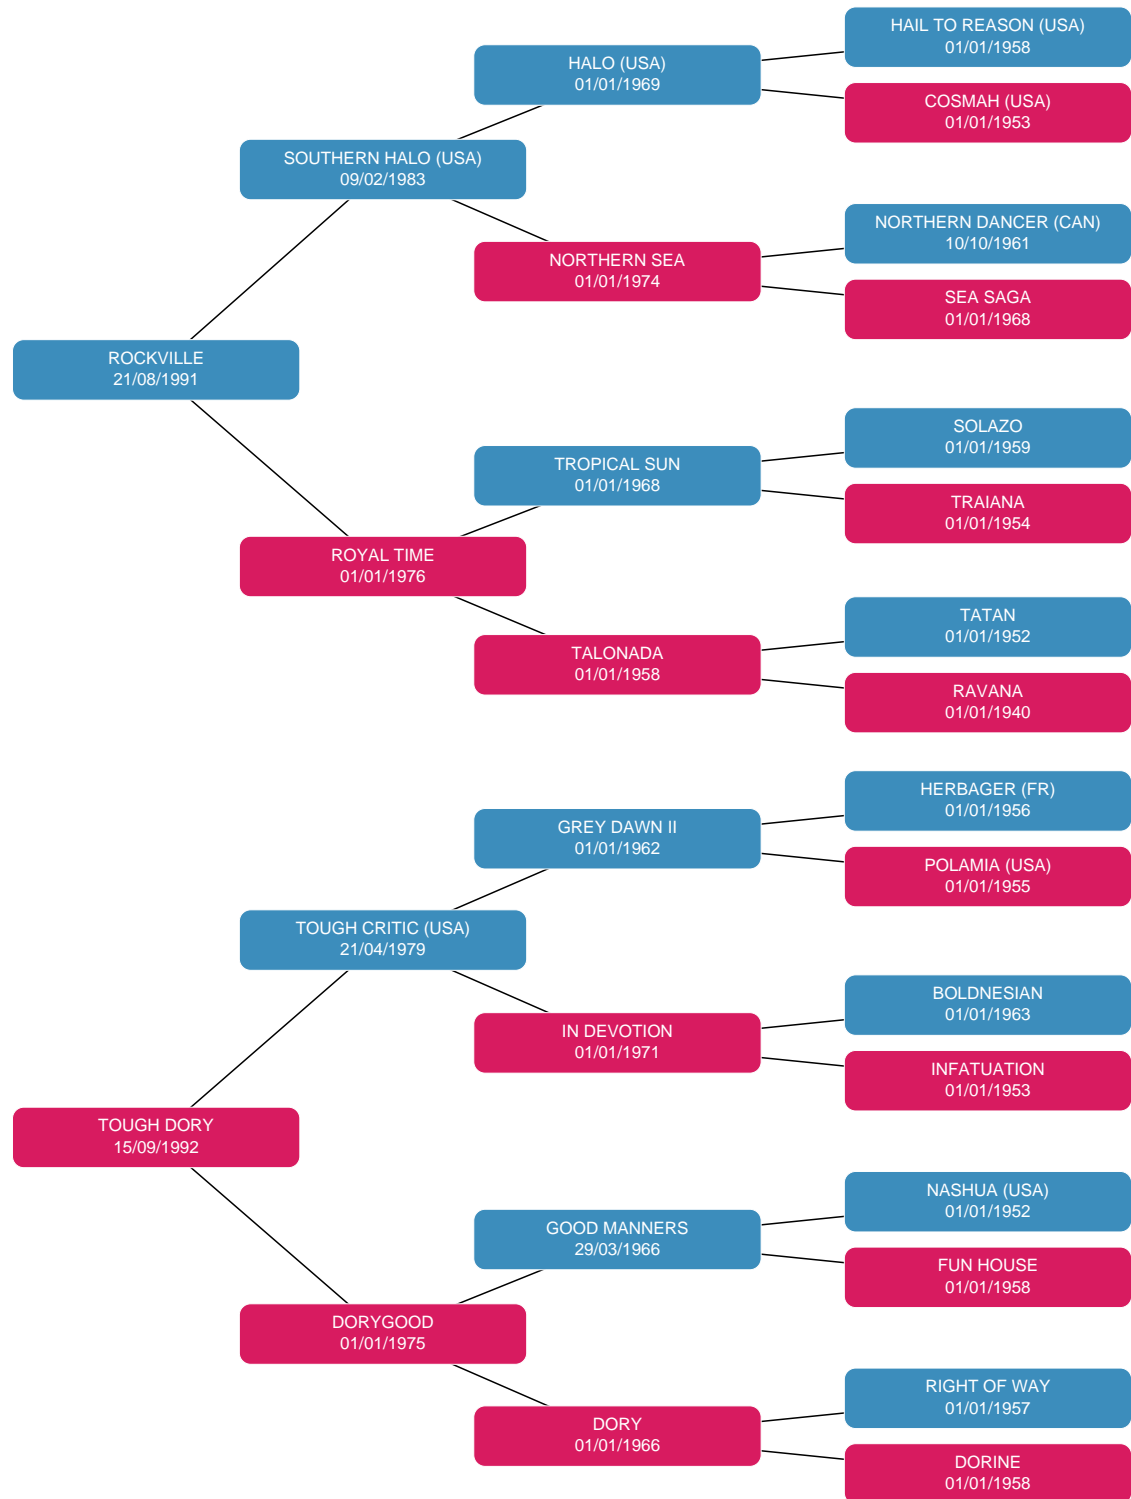 HAIL TO REASON (USA)
01/01/1958
HALO (USA)
01/01/1969
COSMAH (USA)
01/01/1953
SOUTHERN HALO (USA)
09/02/1983
NORTHERN DANCER (CAN)
10/10/1961
NORTHERN SEA
01/01/1974
SEA SAGA
01/01/1968
ROCKVILLE
21/08/1991
SOLAZO
01/01/1959
TROPICAL SUN
01/01/1968
TRAIANA
01/01/1954
ROYAL TIME
01/01/1976
TATAN
01/01/1952
TALONADA
01/01/1958
RAVANA
01/01/1940
HERBAGER (FR)
01/01/1956
GREY DAWN II
01/01/1962
POLAMIA (USA)
01/01/1955
TOUGH CRITIC (USA)
21/04/1979
BOLDNESIAN
01/01/1963
IN DEVOTION
01/01/1971
INFATUATION
01/01/1953
TOUGH DORY
15/09/1992
NASHUA (USA)
01/01/1952
GOOD MANNERS
29/03/1966
FUN HOUSE
01/01/1958
DORYGOOD
01/01/1975
RIGHT OF WAY
01/01/1957
DORY
01/01/1966
DORINE
01/01/1958